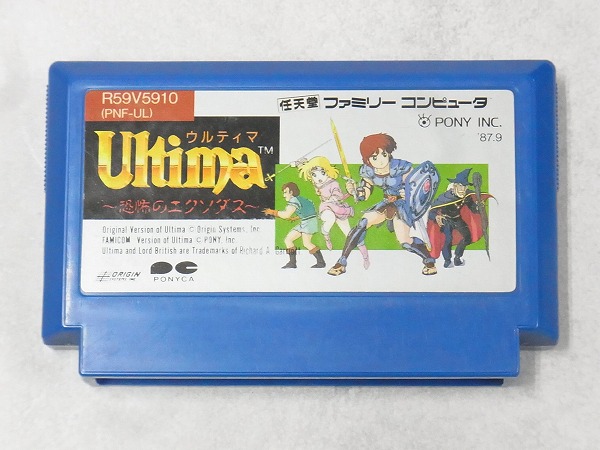 R59V5910
(PNF-UL)
任天堂 ファミリー コンピュータ
PONY INC.
'87.9
ウルティマ
Ultima™
〜恐怖のエクソダス〜
Original Version of Ultima © Origin Systems, Inc.
FAMICOM Version of Ultima © PONY, Inc.
Ultima and Lord British are Trademarks of Richard A. Garriott
ORIGIN
SYSTEMS INC.
PONYCA